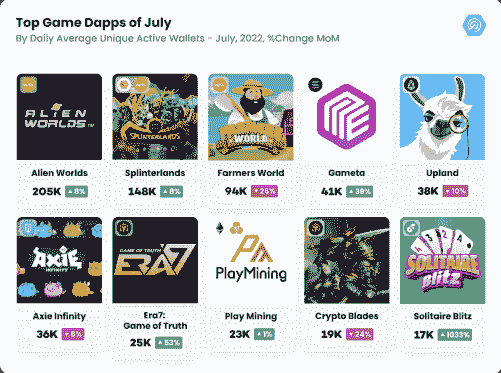 Top Game Dapps of July
By Daily Average Unique Active Wallets - July, 2022, %Change MoM
ALIEN WORLDS
SPLINTERLANDS
WORLD
AXIE
INFINITY
GAME OF TRUTH
ERA7
PlayMining
SOLITAIRE
Blitz
Alien Worlds
205K ▲ 8%
Splinterlands
148K ▲ 8%
Farmers World
94K ▼ 26%
Gameta
41K ▲ 39%
Upland
38K ▼ 10%
Axie Infinity
36K ▼ 6%
Era7:
Game of Truth
25K ▲ 53%
Play Mining
23K ▲ 1%
Crypto Blades
19K ▼ 24%
Solitaire Blitz
17K ▲ 1033%